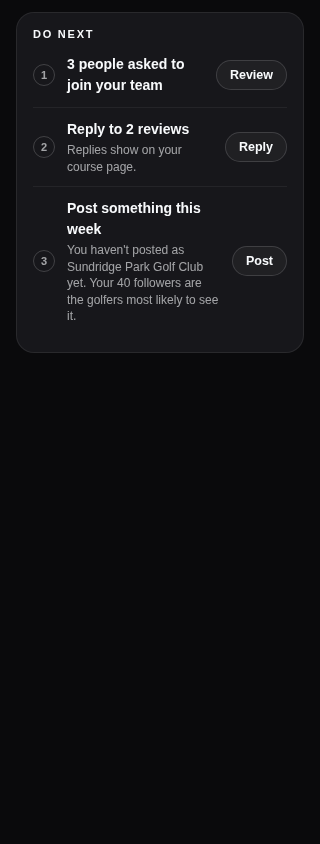 DO NEXT
1
3 people asked to
join your team
Review
2
Reply to 2 reviews
Replies show on your
course page.
Reply
3
Post something this
week
You haven't posted as
Sundridge Park Golf Club
yet. Your 40 followers are
the golfers most likely to see
it.
Post